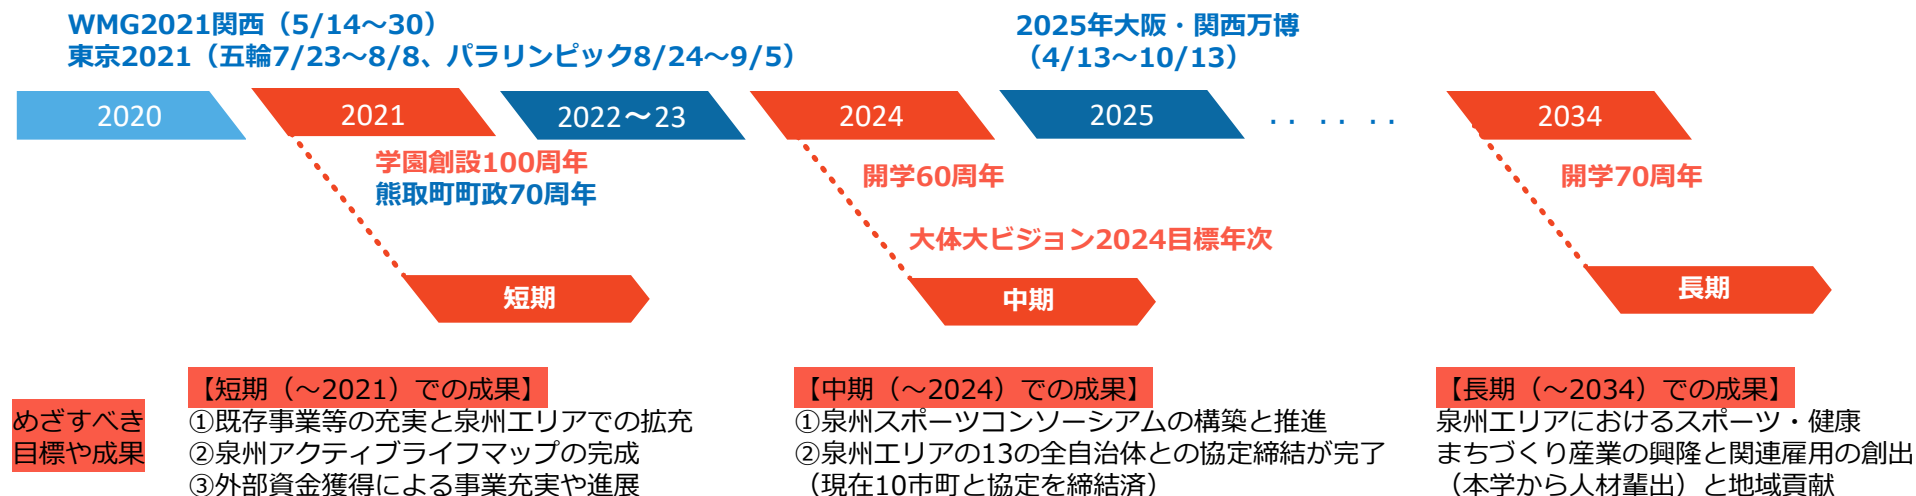 WMG2021関西（5/14～30）
東京2021（五輪7/23～8/8、パラリンピック8/24～9/5）
2025年大阪・関西万博
（4/13～10/13）
2020
2021
2022～23
2024
2025
‥ ‥ ‥
2034
学園創設100周年
熊取町町政70周年
開学60周年
大体大ビジョン2024目標年次
開学70周年
短期
中期
長期
めざすべき
目標や成果
【短期（～2021）での成果】
①既存事業等の充実と泉州エリアでの拡充
②泉州アクティブライフマップの完成
③外部資金獲得による事業充実や進展
【中期（～2024）での成果】
①泉州スポーツコンソーシアムの構築と推進
②泉州エリアの13の全自治体との協定締結が完了
（現在10市町と協定を締結済）
【長期（～2034）での成果】
泉州エリアにおけるスポーツ・健康
まちづくり産業の興隆と関連雇用の創出
（本学から人材輩出）と地域貢献